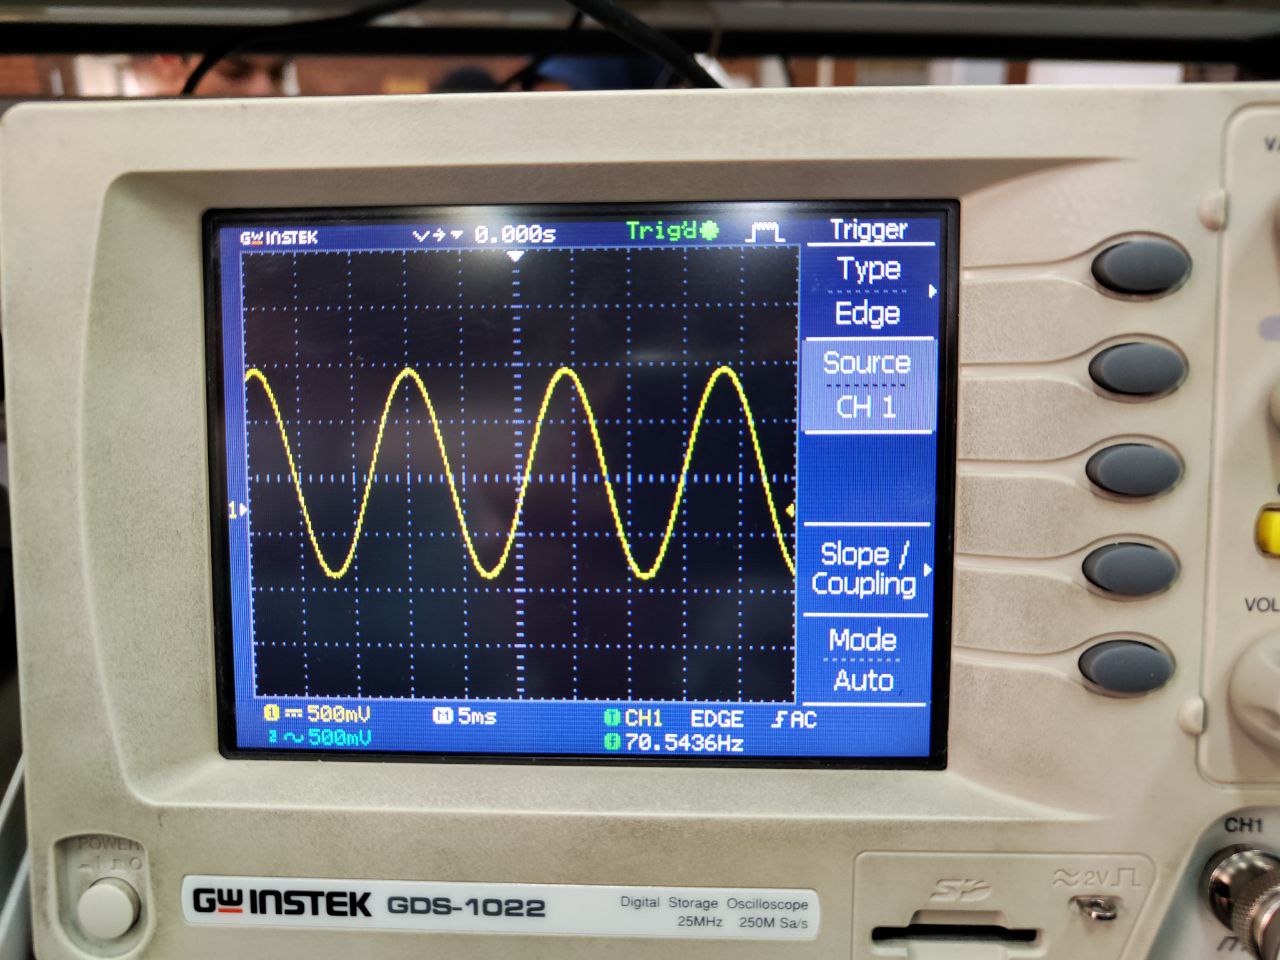 GW INSTEK
0.000s
Trig'd
Trigger
Type
Edge
Source
CH 1
Slope /
Coupling
Mode
Auto
1
1 500mV
M 5ms
T CH1 EDGE AC
2 500mV
f 70.5436Hz
POWER
GW INSTEK GDS-1022
Digital Storage Oscilloscope
25MHz 250M Sa/s
SD
≈2V
CH1